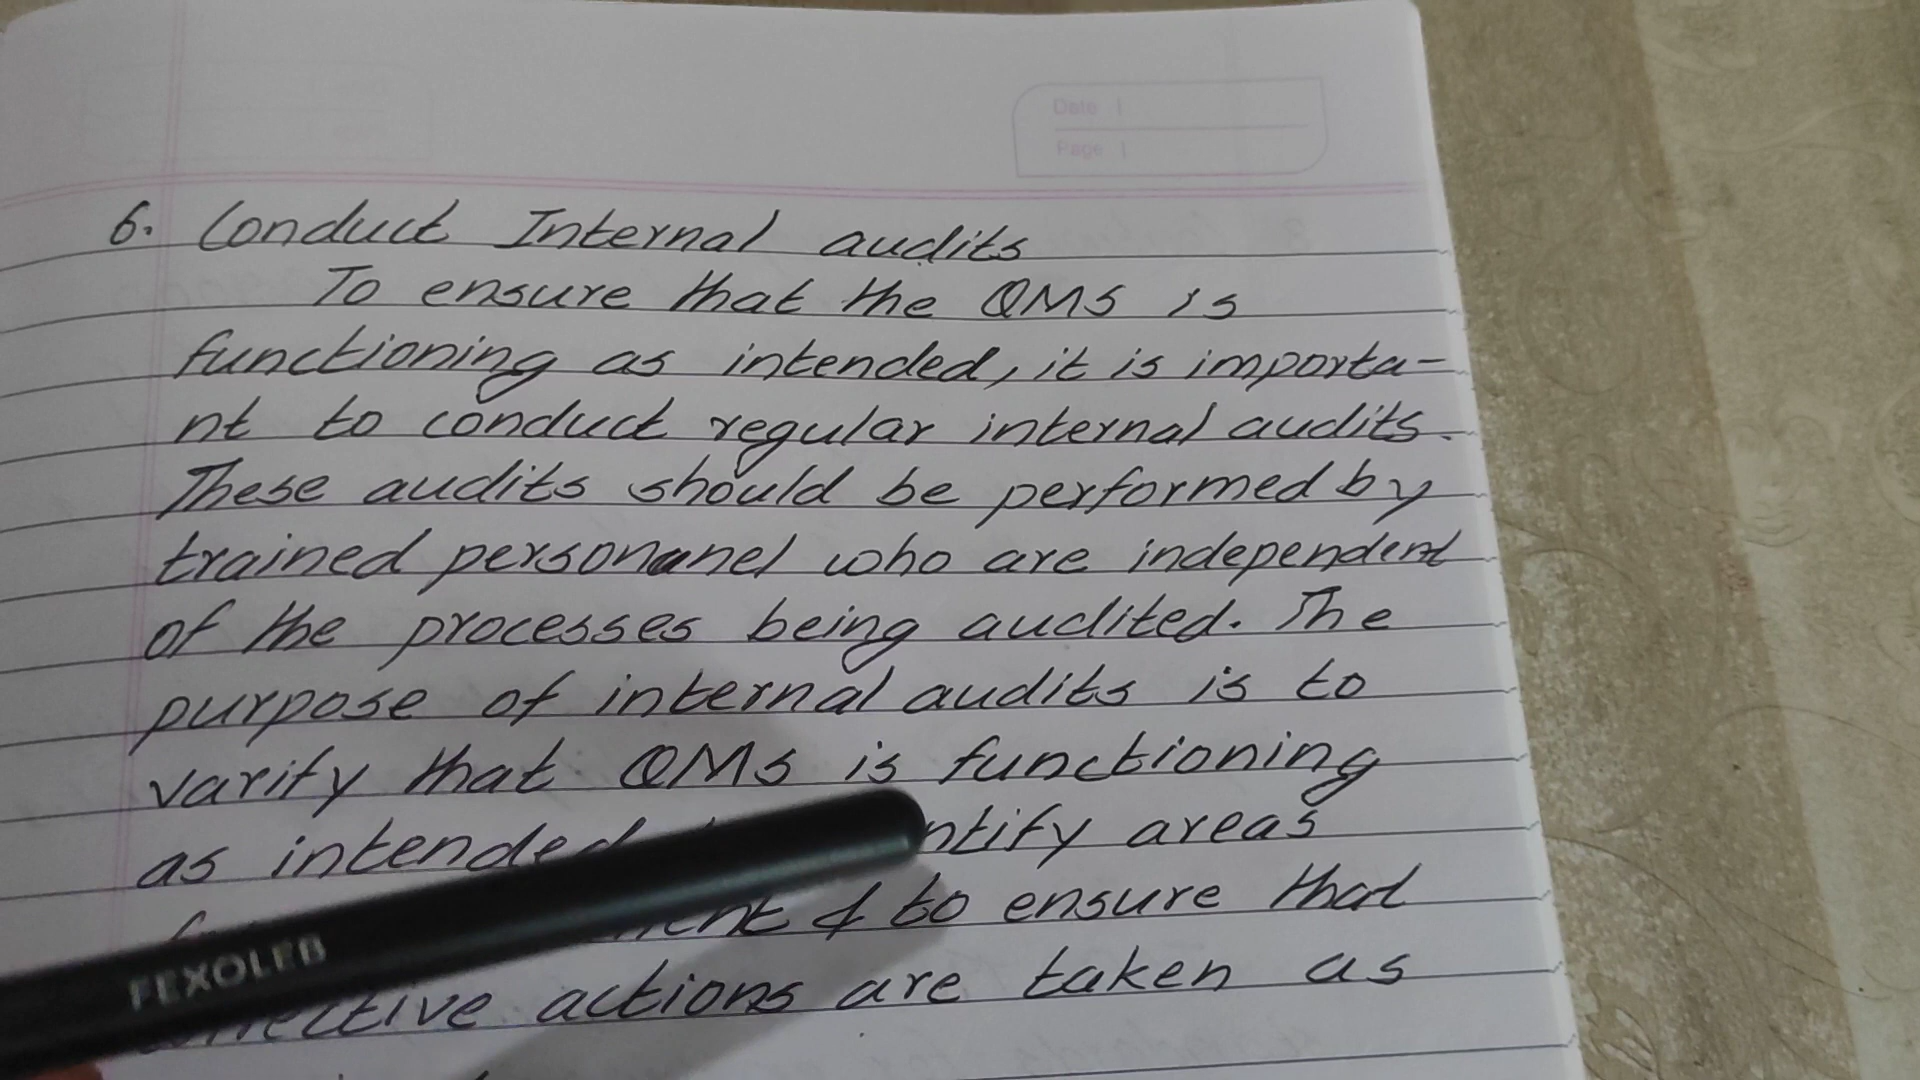 Date
Page
6. Conduct Internal audits
To ensure that the QMS is
functioning as intended, it is importa-
nt to conduct regular internal audits.
These audits should be performed by
trained personanel who are independent
of the processes being audited. The
purpose of internal audits is to
varify that QMS is functioning
as intended areas
& to ensure that
actions are taken as
FEXOLEB